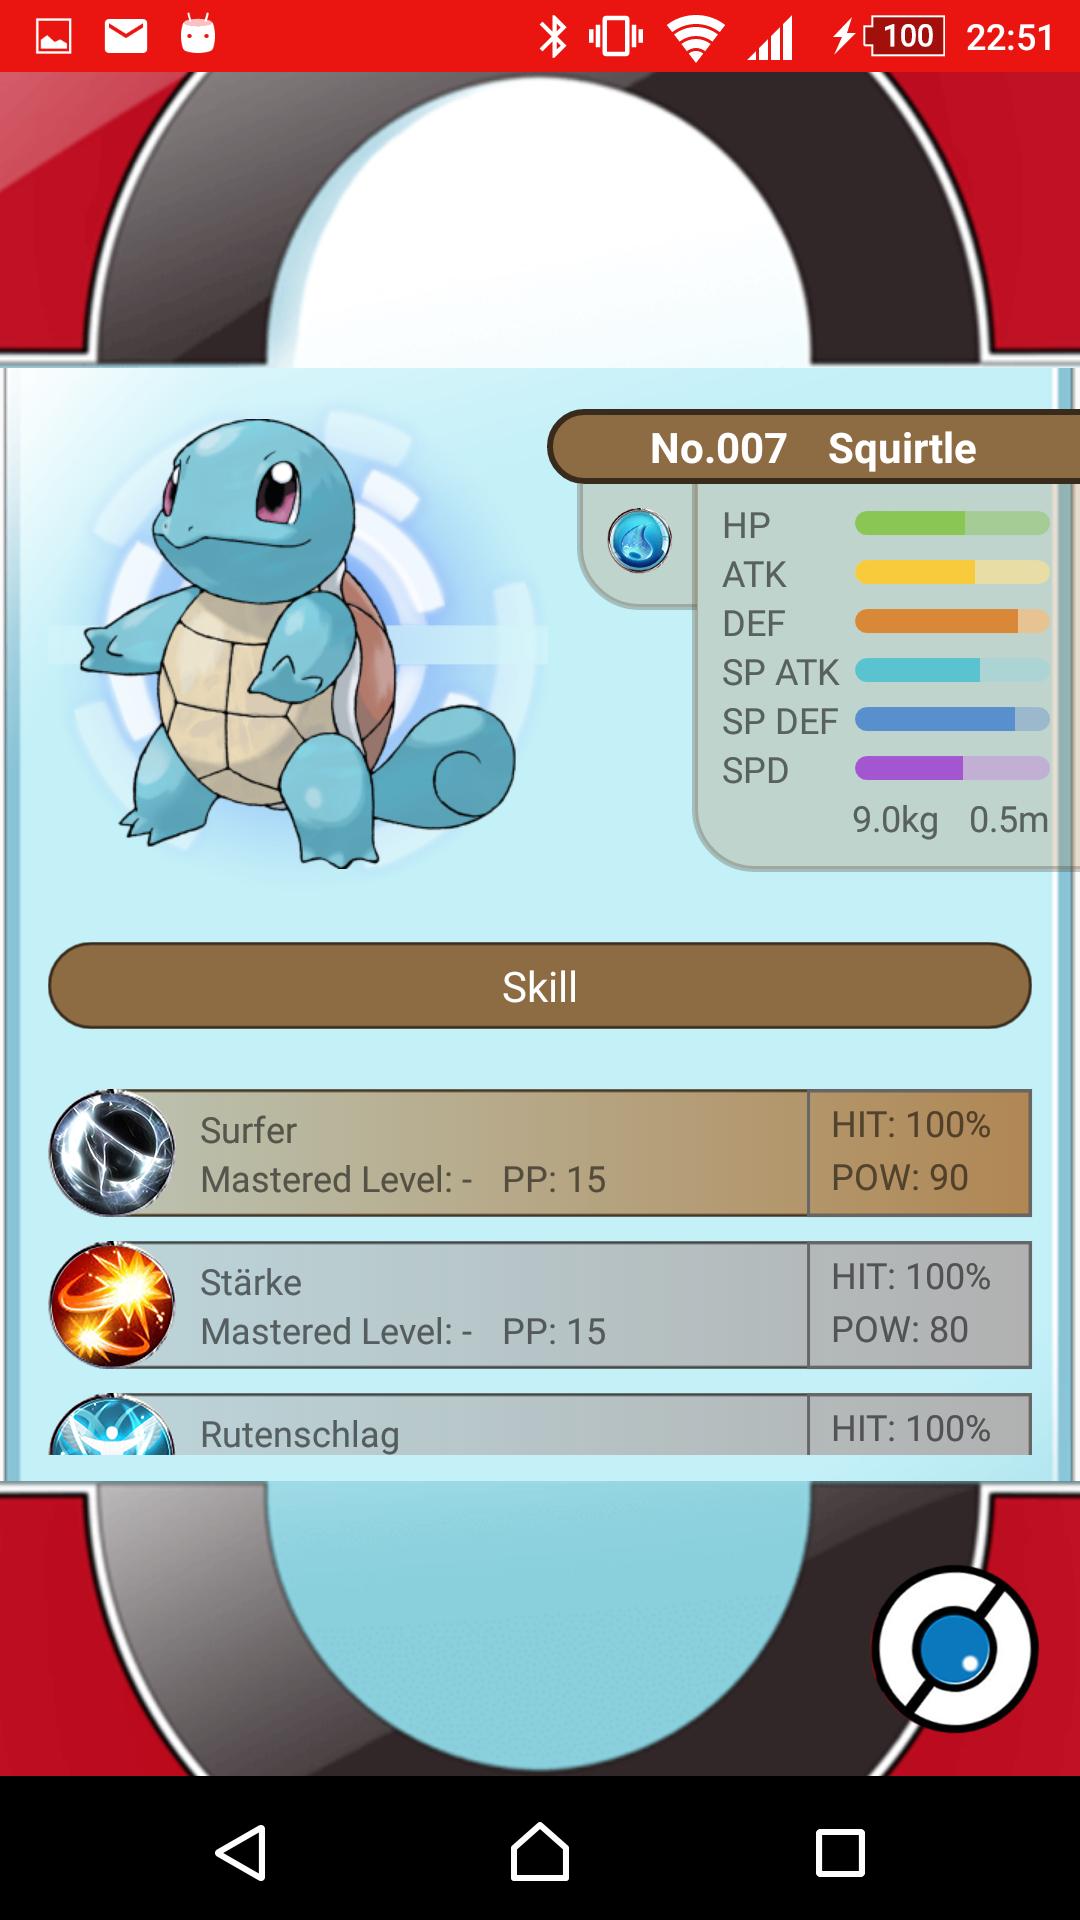 100 22:51
No.007 Squirtle
HP
ATK
DEF
SP ATK
SP DEF
SPD
9.0kg 0.5m
Skill
Surfer
Mastered Level: - PP: 15
HIT: 100%
POW: 90
Stärke
Mastered Level: - PP: 15
HIT: 100%
POW: 80
Rutenschlag
HIT: 100%